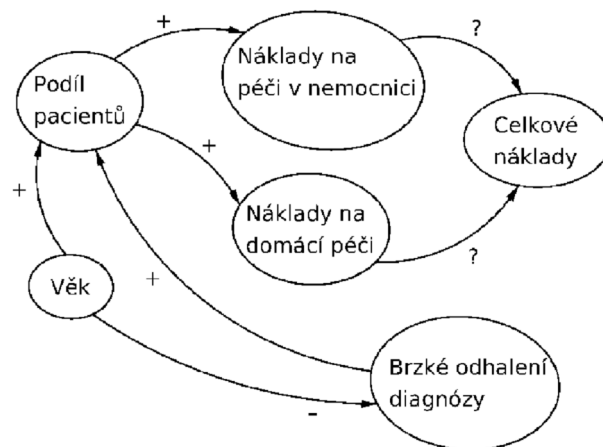 +
?
Podíl
pacientů
Náklady na
péči v nemocnici
Celkové
náklady
+
+
Náklady na
domácí péči
?
+
Věk
Brzké odhalení
diagnózy
-